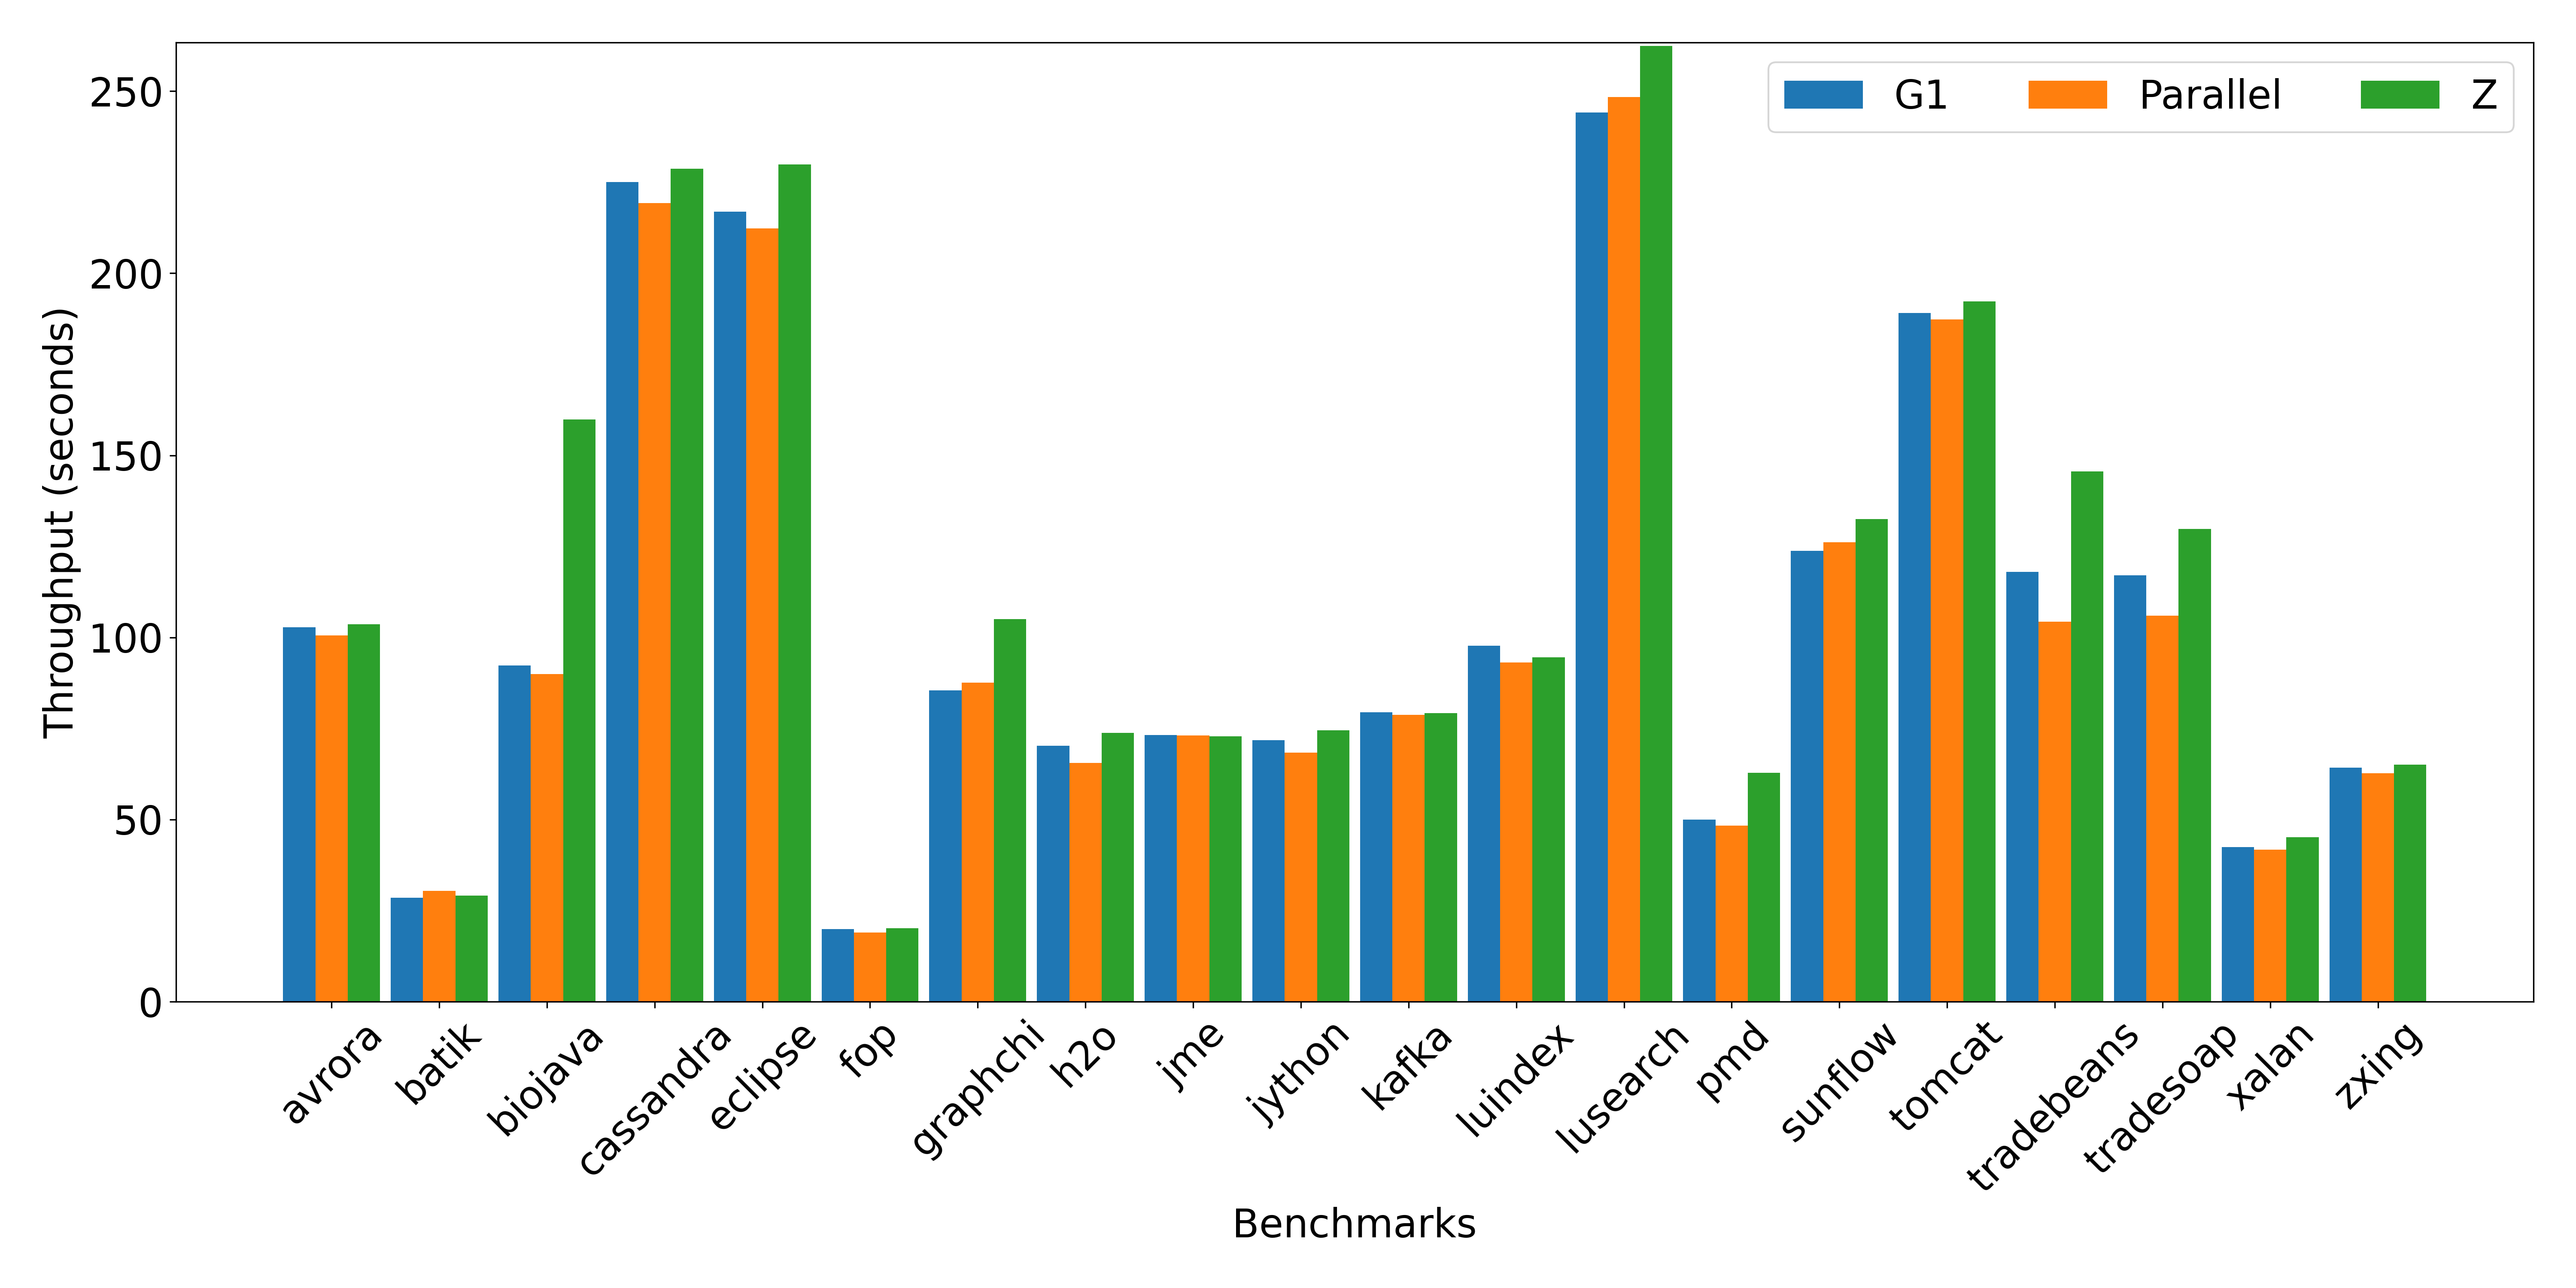 G1 Parallel Z
Throughput (seconds)
250
200
150
100
50
0
avrora batik biojava cassandra eclipse fop graphchi h2o jme jython kafka luindex lusearch pmd sunflow tomcat tradebeans tradesoap xalan zxing
Benchmarks